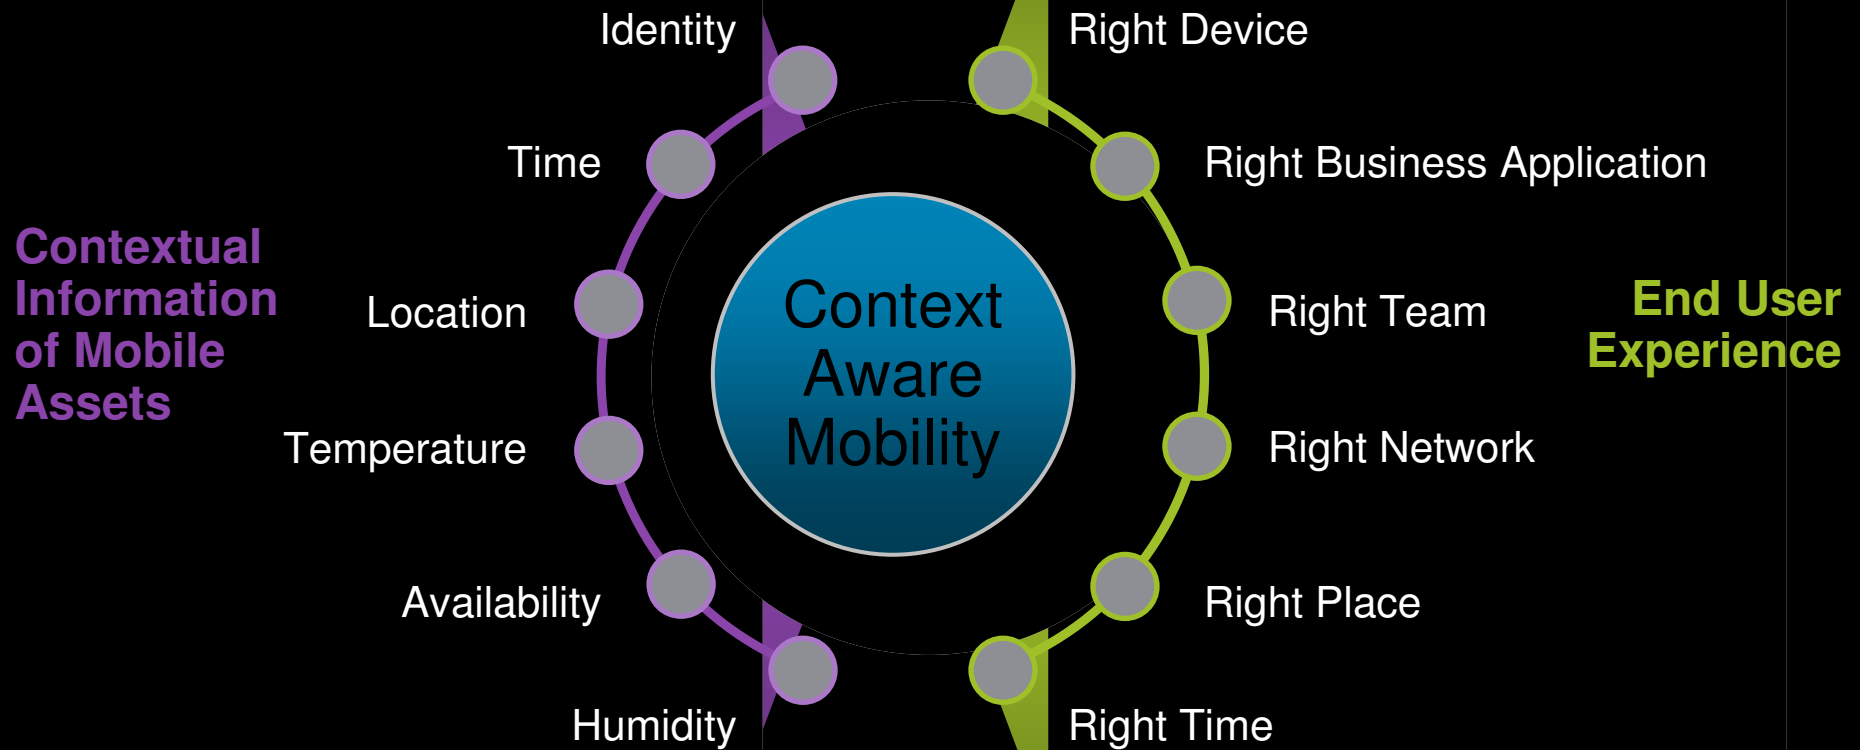 Identity
Time
Location
Temperature
Availability
Humidity
Contextual
Information
of Mobile
Assets
Context
Aware
Mobility
Right Device
Right Business Application
Right Team
Right Network
Right Place
Right Time
End User
Experience